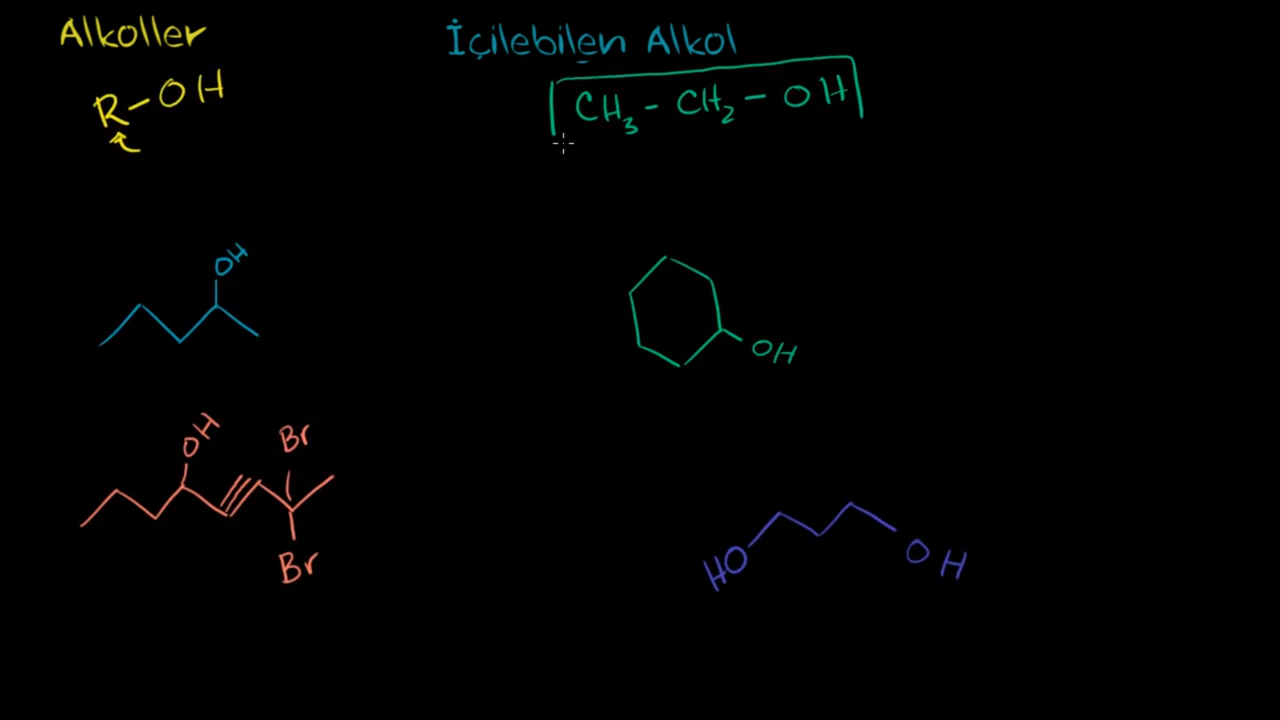 Alkoller
R-OH
İçilebilen Alkol
CH₃ - CH₂ - OH
OH
OH
OH
Br
Br
HO
OH